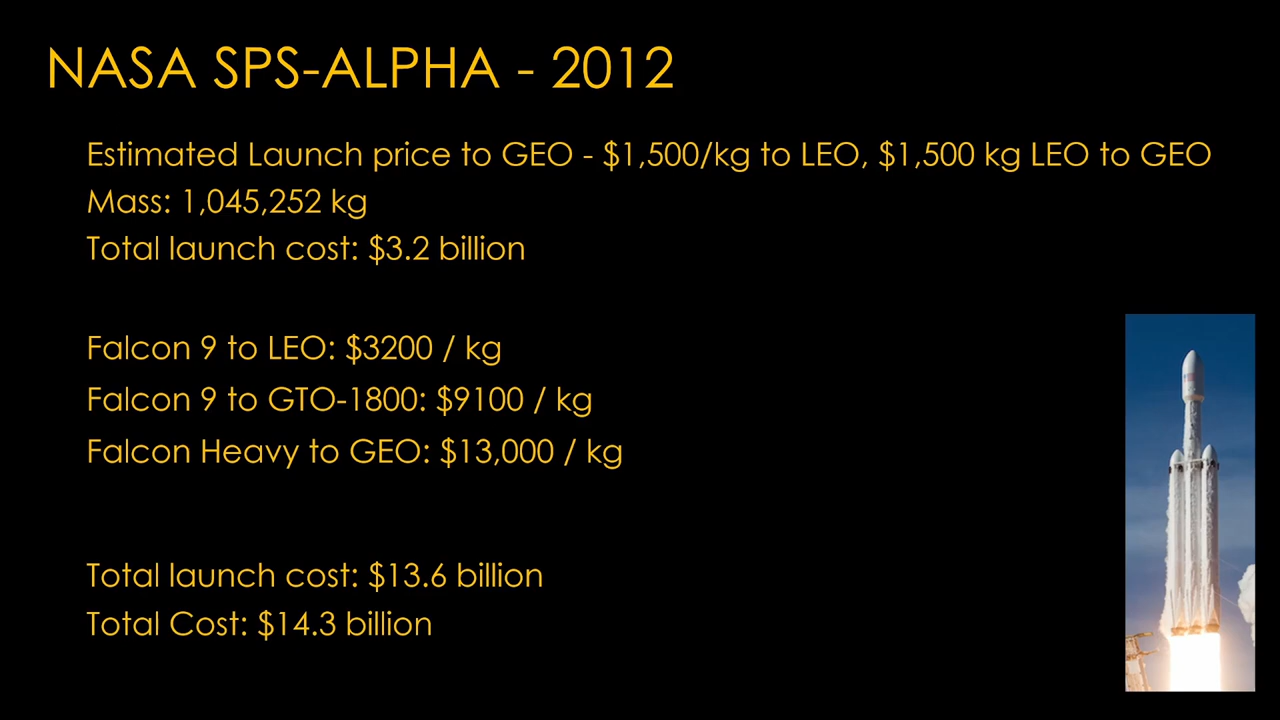 NASA SPS-ALPHA - 2012
Estimated Launch price to GEO - $1,500/kg to LEO, $1,500 kg LEO to GEO
Mass: 1,045,252 kg
Total launch cost: $3.2 billion
Falcon 9 to LEO: $3200 / kg
Falcon 9 to GTO-1800: $9100 / kg
Falcon Heavy to GEO: $13,000 / kg
Total launch cost: $13.6 billion
Total Cost: $14.3 billion